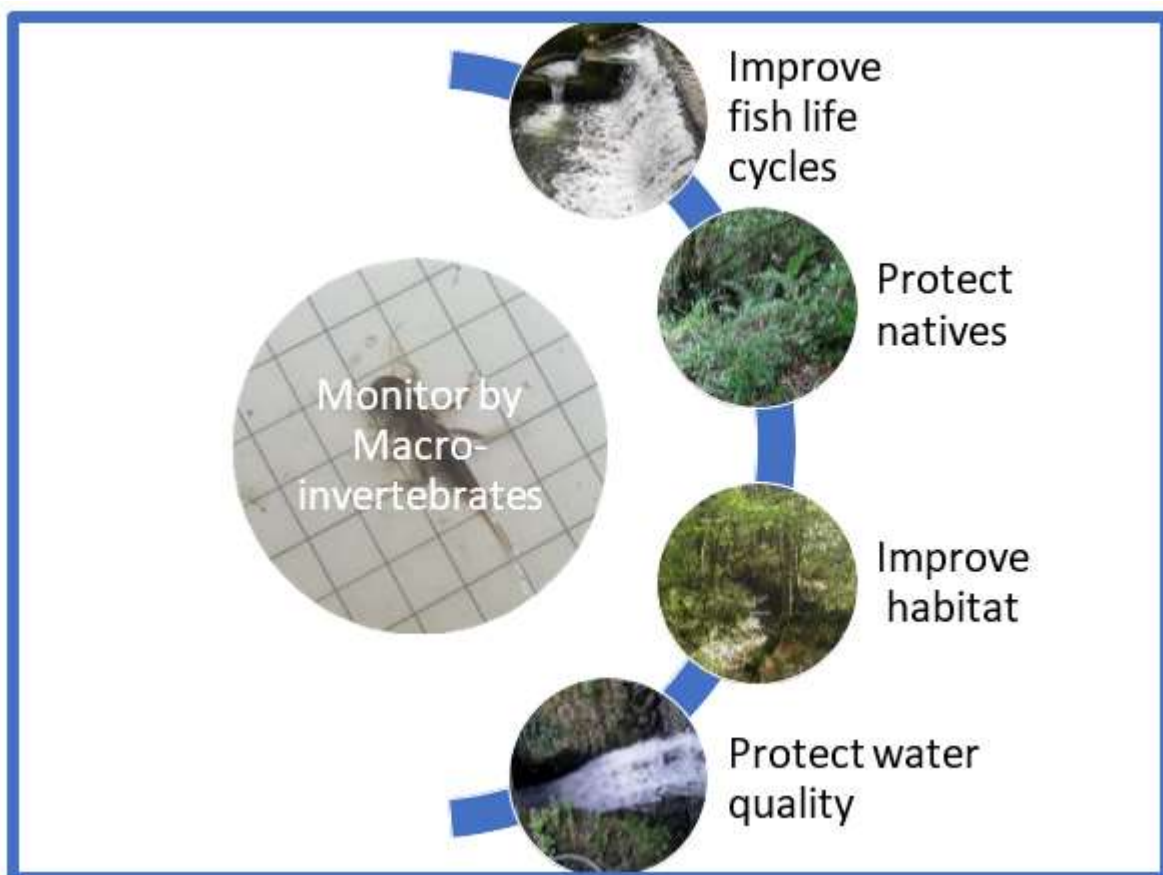 Improve
fish life
cycles
Protect
natives
Monitor by
Macro-
invertebrates
Improve
habitat
Protect water
quality